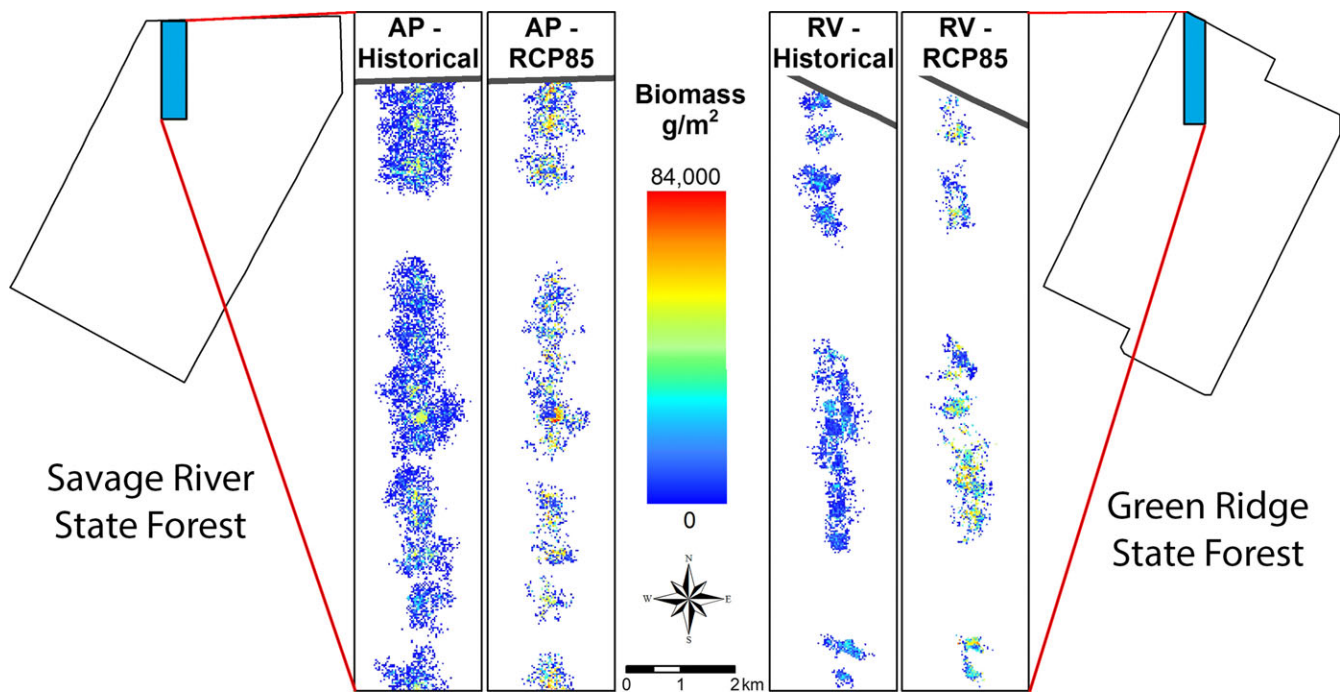 AP -
Historical
AP -
RCP85
RV -
Historical
RV -
RCP85
Biomass
g/m²
84,000
0
Savage River
State Forest
Green Ridge
State Forest
N
W
E
S
0 1 2 km